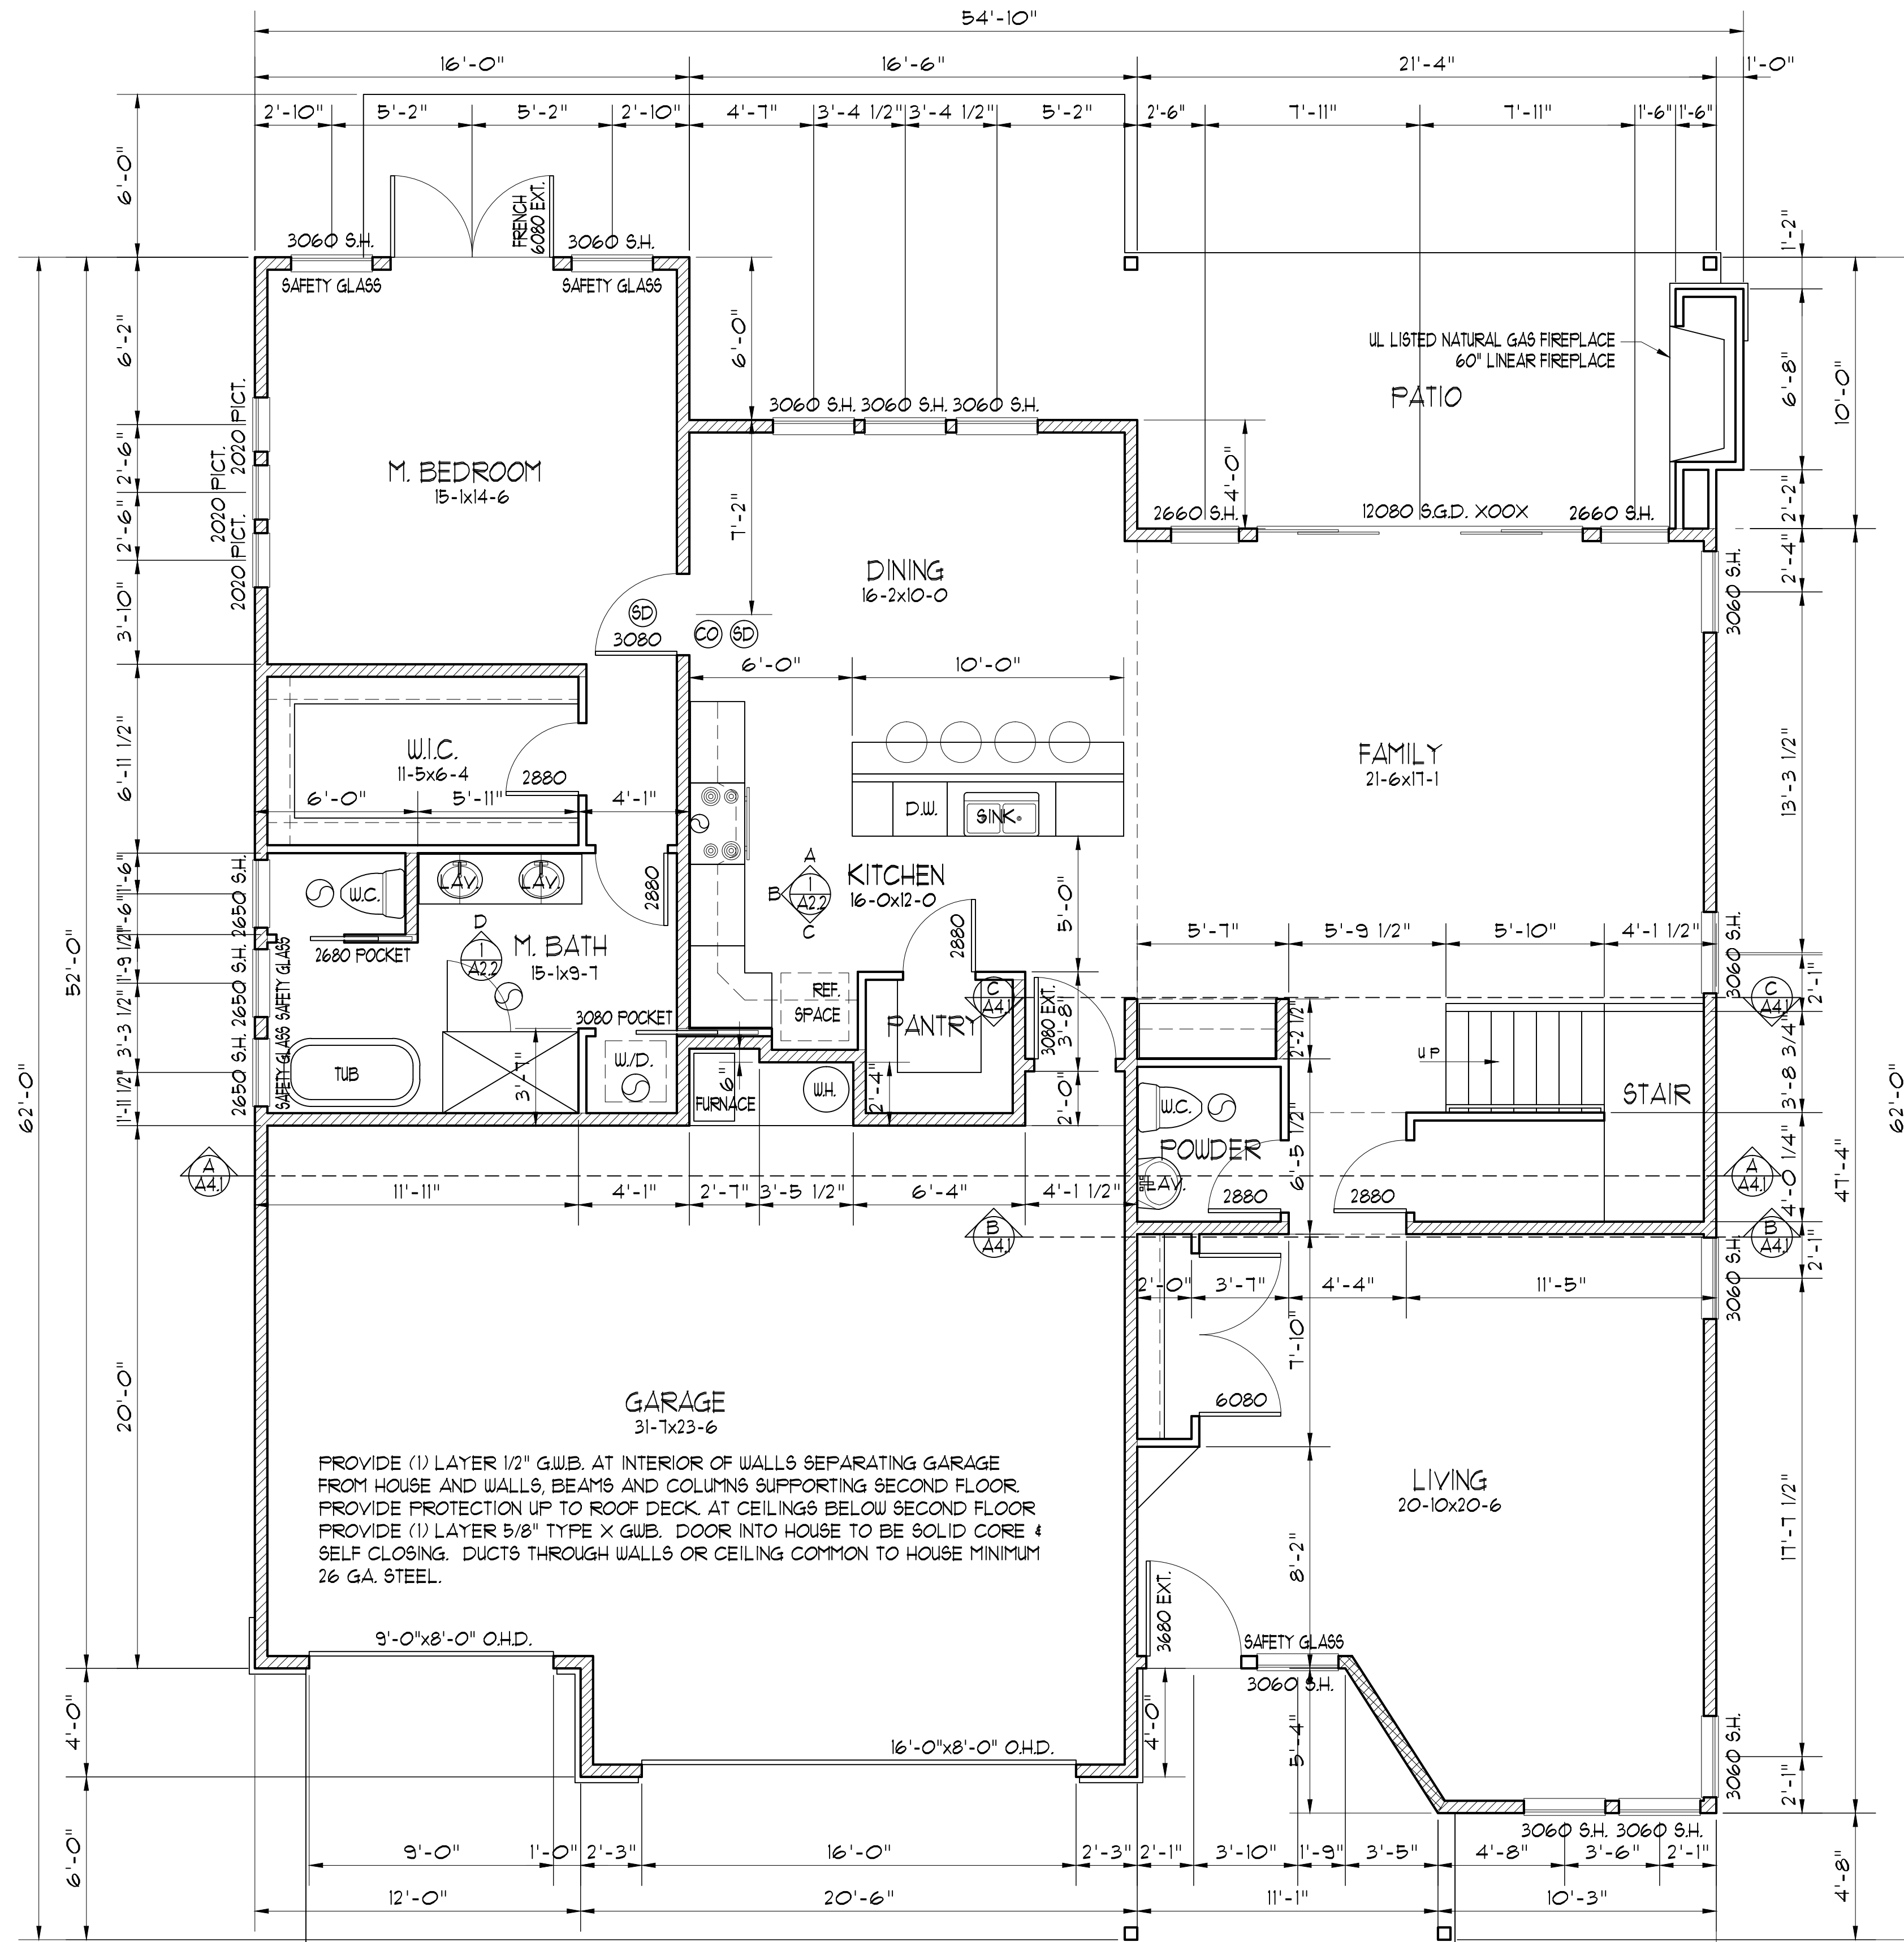 54'-10"
16'-0" 16'-6" 21'-4" 1'-0"
2'-10" 5'-2" 5'-2" 2'-10" 4'-7" 3'-4 1/2" 3'-4 1/2" 5'-2" 2'-6" 7'-11" 7'-11" 1'-6" 1'-6"
6'-0"
FRENCH
6080 EXT.
3060 S.H. 3060 S.H.
SAFETY GLASS SAFETY GLASS
1'-2"
6'-2"
6'-0"
UL LISTED NATURAL GAS FIREPLACE
60" LINEAR FIREPLACE
PATIO
6'-8"
10'-0"
3060 S.H. 3060 S.H. 3060 S.H.
2020 PICT.
2020 PICT.
2020 PICT.
2'-6"
2'-6"
3'-10"
M. BEDROOM
15-1x14-6
7'-2"
4'-0"
2'-2"
2660 S.H. 12080 S.G.D. XOOX 2660 S.H.
2'-4"
3060 S.H.
DINING
16-2x10-0
SD
3080
CO SD
6'-0" 10'-0"
6'-11 1/2"
W.I.C.
11-5x6-4
2880
6'-0" 5'-11" 4'-1"
FAMILY
21-6x17-1
13'-3 1/2"
D.W. SINK
KITCHEN
16-0x12-0
A
B 1
A2.2
C
5'-0"
2880
W.C. LAV. LAV.
2880
1'-6"
1'-6"
1'-9 1/2"
3'-3 1/2"
1'-11 1/2"
2650 S.H. 2650 S.H. 2650 S.H.
SAFETY GLASS SAFETY GLASS
2680 POCKET
D
1
A2.2
M. BATH
15-1x9-7
5'-7" 5'-9 1/2" 5'-10" 4'-1 1/2"
3060 S.H.
2'-1"
52'-0"
62'-0"
REF.
SPACE
PANTRY
C
A4.1
3080 EXT.
3'-8"
C
A4.1
3080 POCKET
TUB
3'-7"
W./D.
6"
FURNACE
W.H.
2'-4"
2'-0"
2'-2 1/2"
UP
STAIR
3'-8 3/4"
62'-0"
47'-4"
W.C.
POWDER
LAV.
6'-5 1/2"
2880 2880
4'-0 1/4"
A
A4.1
A
A4.1
11'-11" 4'-1" 2'-7" 3'-5 1/2" 6'-4" 4'-1 1/2"
B
A4.1
B
A4.1
2'-1"
3060 S.H.
2'-0" 3'-7" 4'-4" 11'-5"
7'-10"
6080
20'-0"
GARAGE
31-7x23-6
PROVIDE (1) LAYER 1/2" G.W.B. AT INTERIOR OF WALLS SEPARATING GARAGE
FROM HOUSE AND WALLS, BEAMS AND COLUMNS SUPPORTING SECOND FLOOR.
PROVIDE PROTECTION UP TO ROOF DECK. AT CEILINGS BELOW SECOND FLOOR
PROVIDE (1) LAYER 5/8" TYPE X GWB. DOOR INTO HOUSE TO BE SOLID CORE &
SELF CLOSING. DUCTS THROUGH WALLS OR CEILING COMMON TO HOUSE MINIMUM
26 GA. STEEL.
LIVING
20-10x20-6
17'-7 1/2"
8'-2"
3680 EXT.
9'-0"x8'-0" O.H.D.
SAFETY GLASS
3060 S.H.
4'-0"
4'-0"
5'-4"
16'-0"x8'-0" O.H.D.
3060 S.H.
2'-1"
3060 S.H. 3060 S.H.
6'-0"
9'-0" 1'-0" 2'-3" 16'-0" 2'-3" 2'-1" 3'-10" 1'-9" 3'-5" 4'-8" 3'-6" 2'-1"
4'-8"
12'-0" 20'-6" 11'-1" 10'-3"